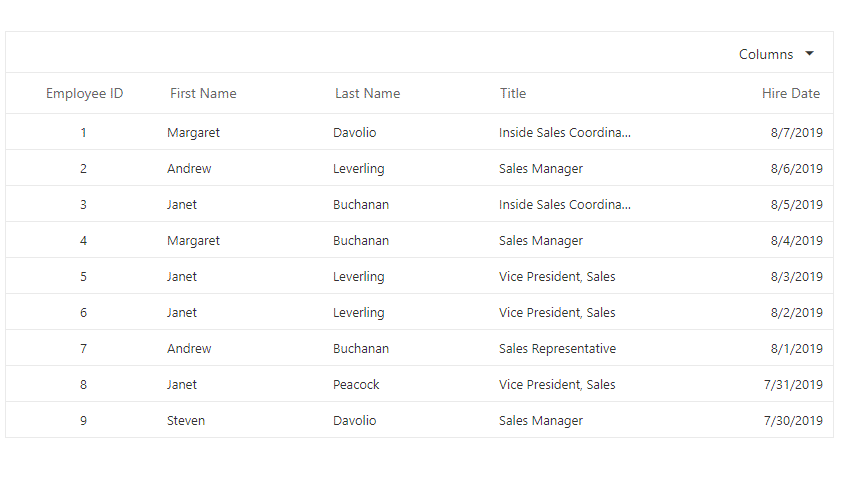 Columns
Employee ID First Name Last Name Title Hire Date
1 Margaret Davolio Inside Sales Coordina... 8/7/2019
2 Andrew Leverling Sales Manager 8/6/2019
3 Janet Buchanan Inside Sales Coordina... 8/5/2019
4 Margaret Buchanan Sales Manager 8/4/2019
5 Janet Leverling Vice President, Sales 8/3/2019
6 Janet Leverling Vice President, Sales 8/2/2019
7 Andrew Buchanan Sales Representative 8/1/2019
8 Janet Peacock Vice President, Sales 7/31/2019
9 Steven Davolio Sales Manager 7/30/2019